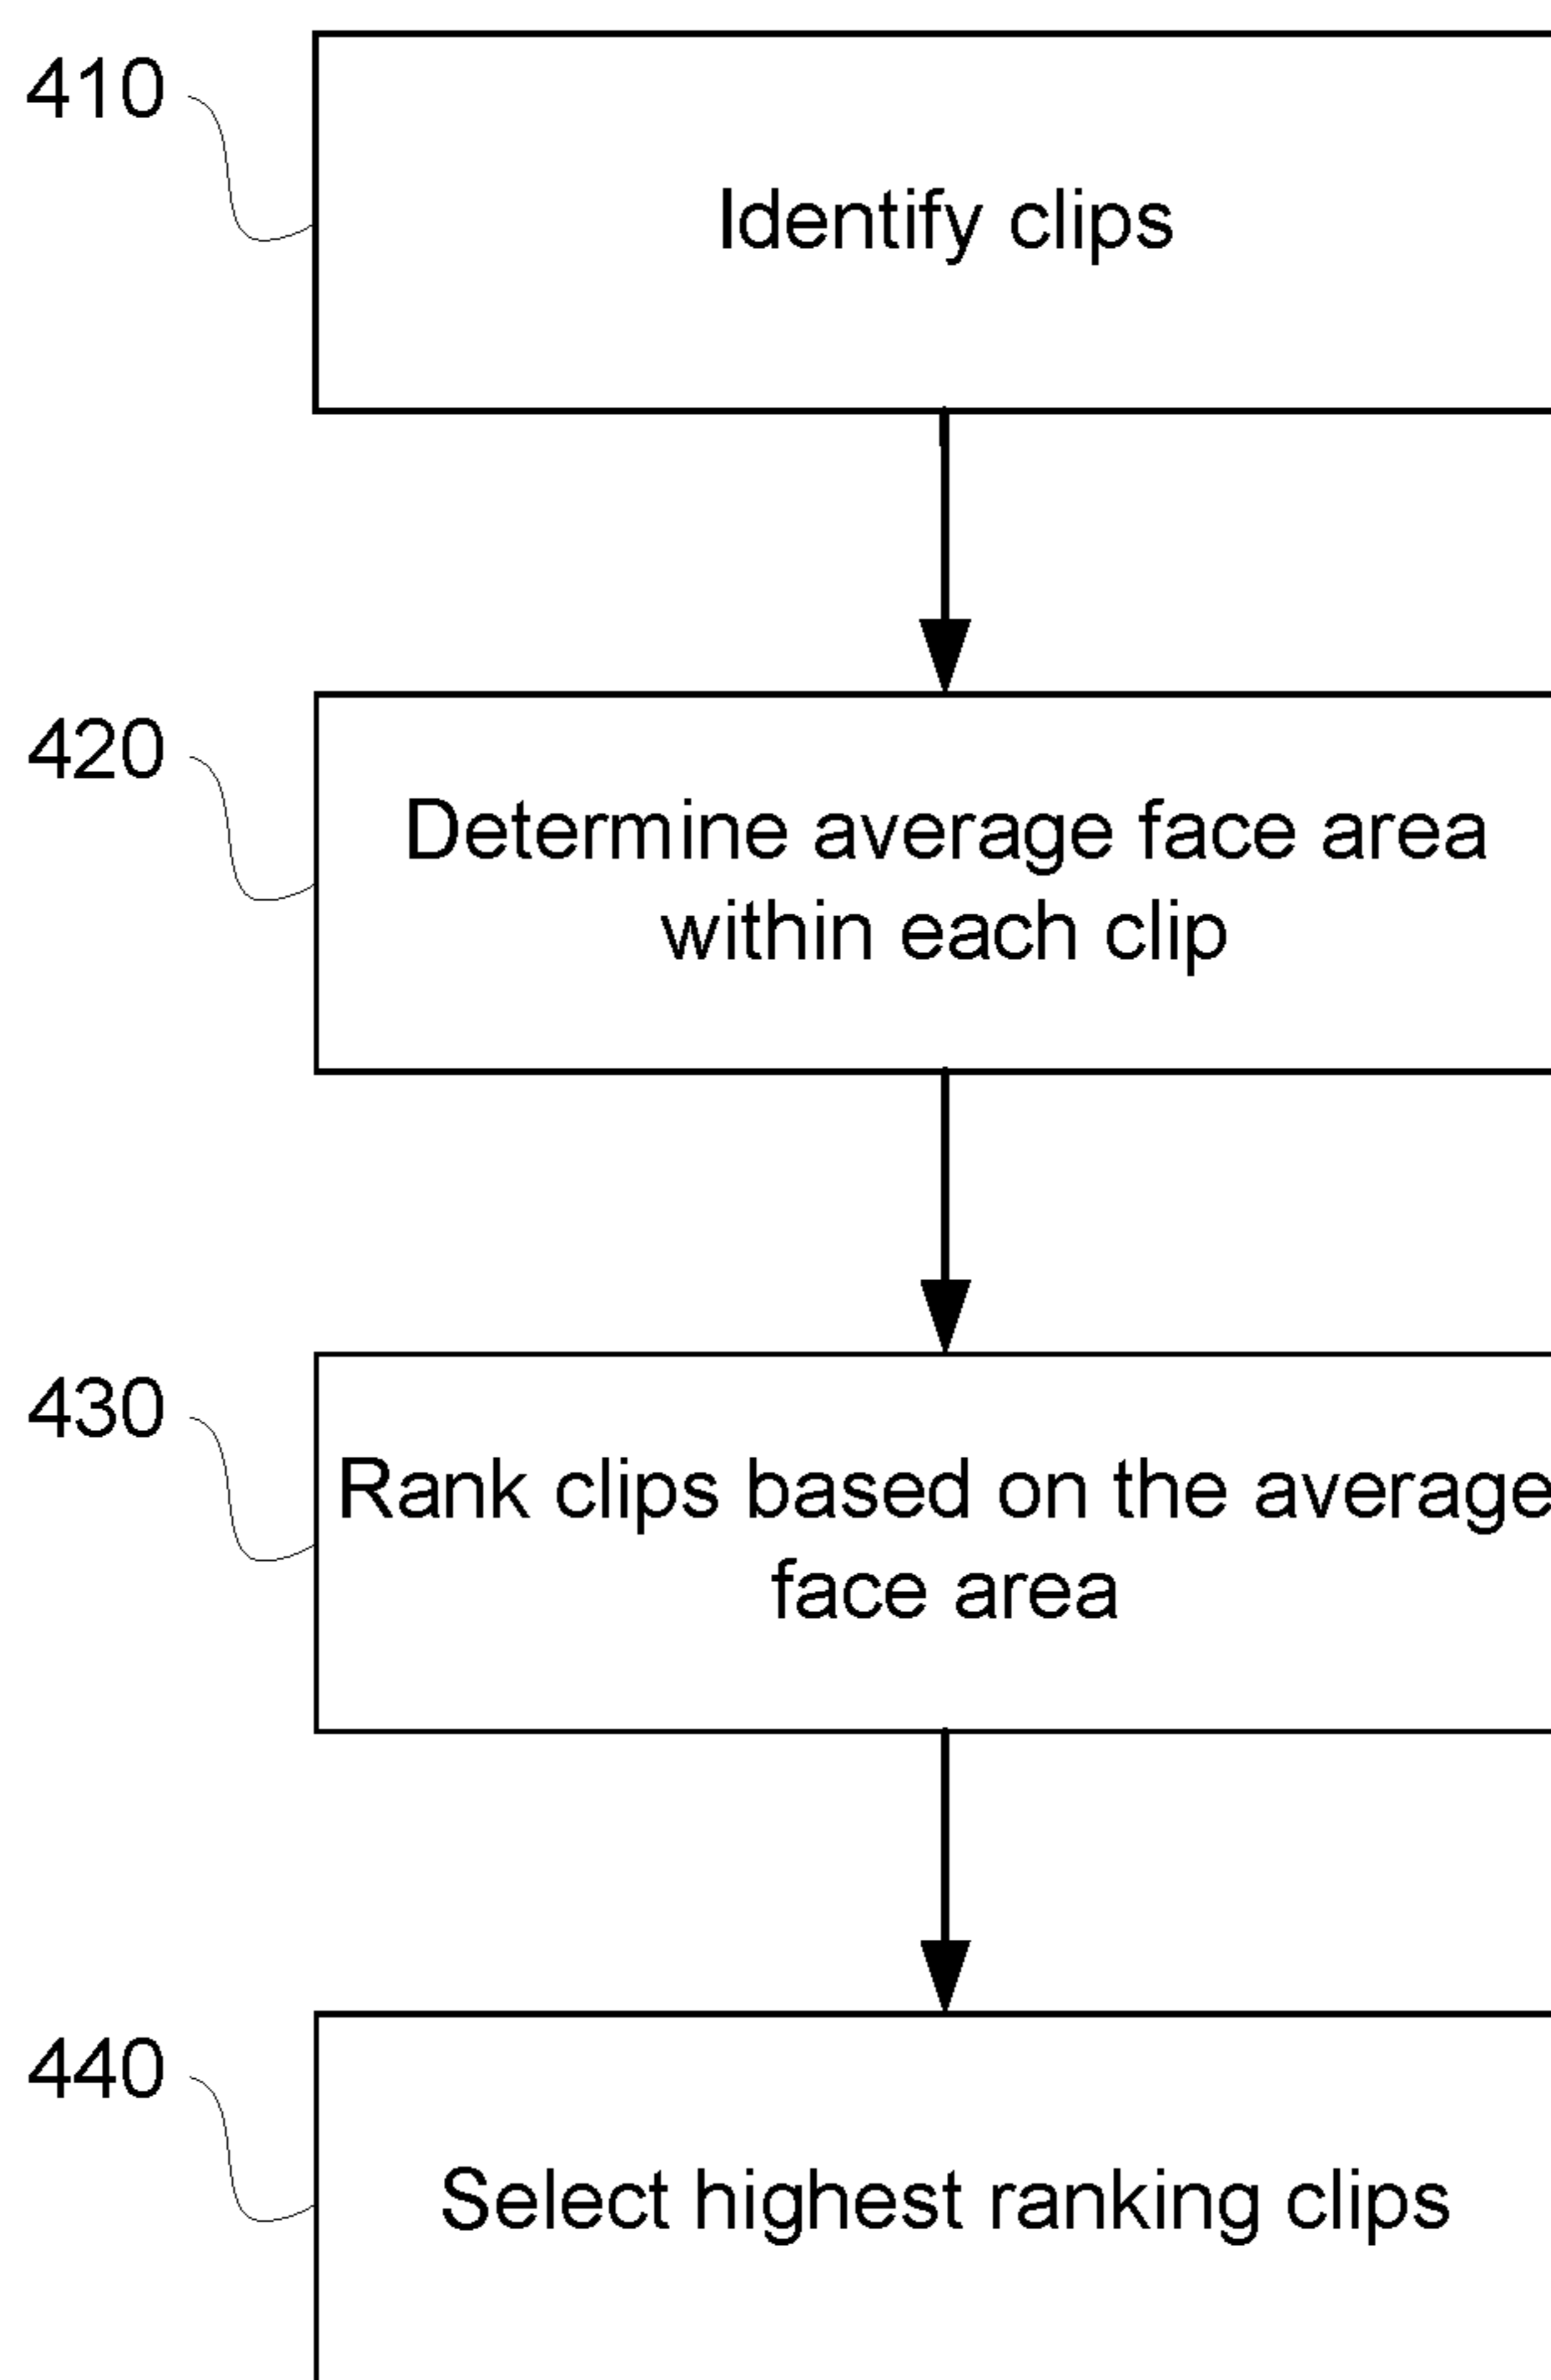 410
Identify clips
420
Determine average face area
within each clip
430
Rank clips based on the average
face area
440
Select highest ranking clips